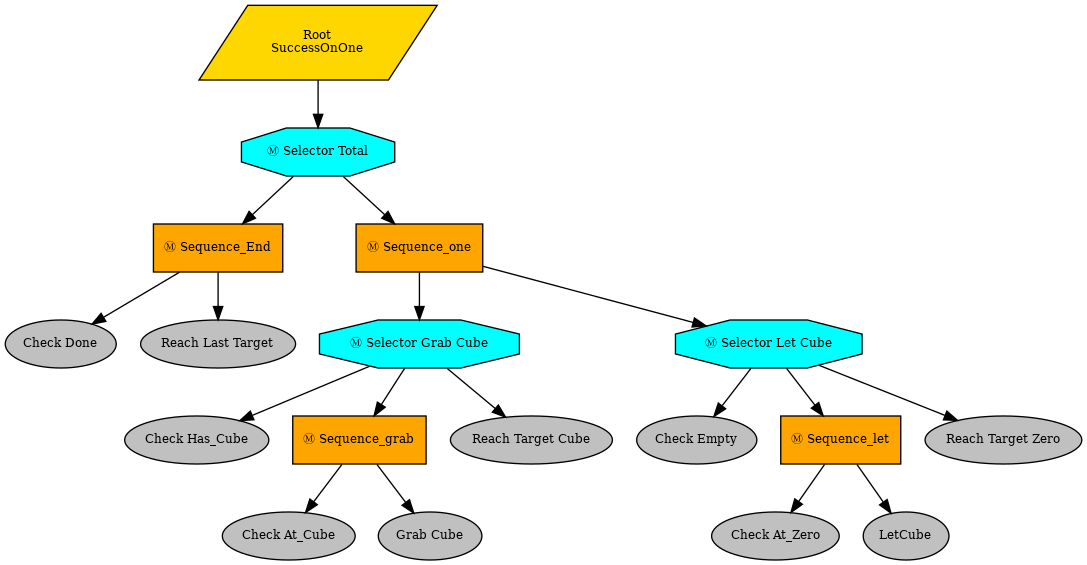 Root
SuccessOnOne
Ⓜ Selector Total
Ⓜ Sequence_End
Ⓜ Sequence_one
Check Done
Reach Last Target
Ⓜ Selector Grab Cube
Ⓜ Selector Let Cube
Check Has_Cube
Ⓜ Sequence_grab
Reach Target Cube
Check Empty
Ⓜ Sequence_let
Reach Target Zero
Check At_Cube
Grab Cube
Check At_Zero
LetCube